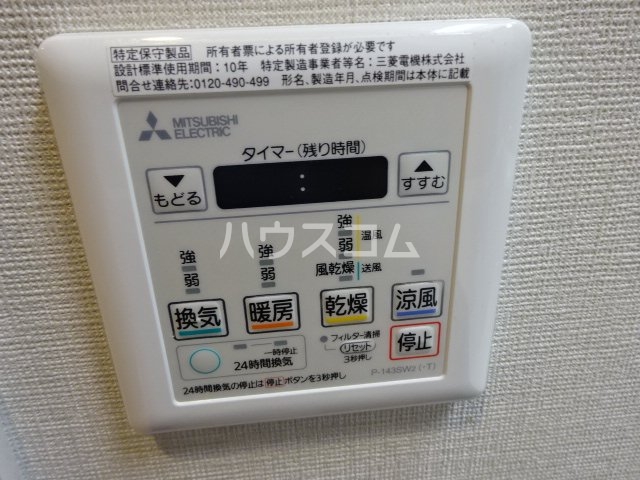 特定保守製品 所有者票による所有者登録が必要です
設計標準使用期間：10年 特定製造事業者等名：三菱電機株式会社
問合せ連絡先:0120-490-499 形名、製造年月、点検期間は本体に記載
MITSUBISHI
ELECTRIC
タイマー(残り時間)
▼
もどる
:
▲
すすむ
ハウスコム
強
弱
強
弱
強
弱
温風
風乾燥
送風
換気
暖房
乾燥
涼風
24時間換気
一時停止
フィルター清掃
リセット
3秒押し
停止
24時間換気の停止は 停止 ボタンを3秒押し
P-143SW2(-T)